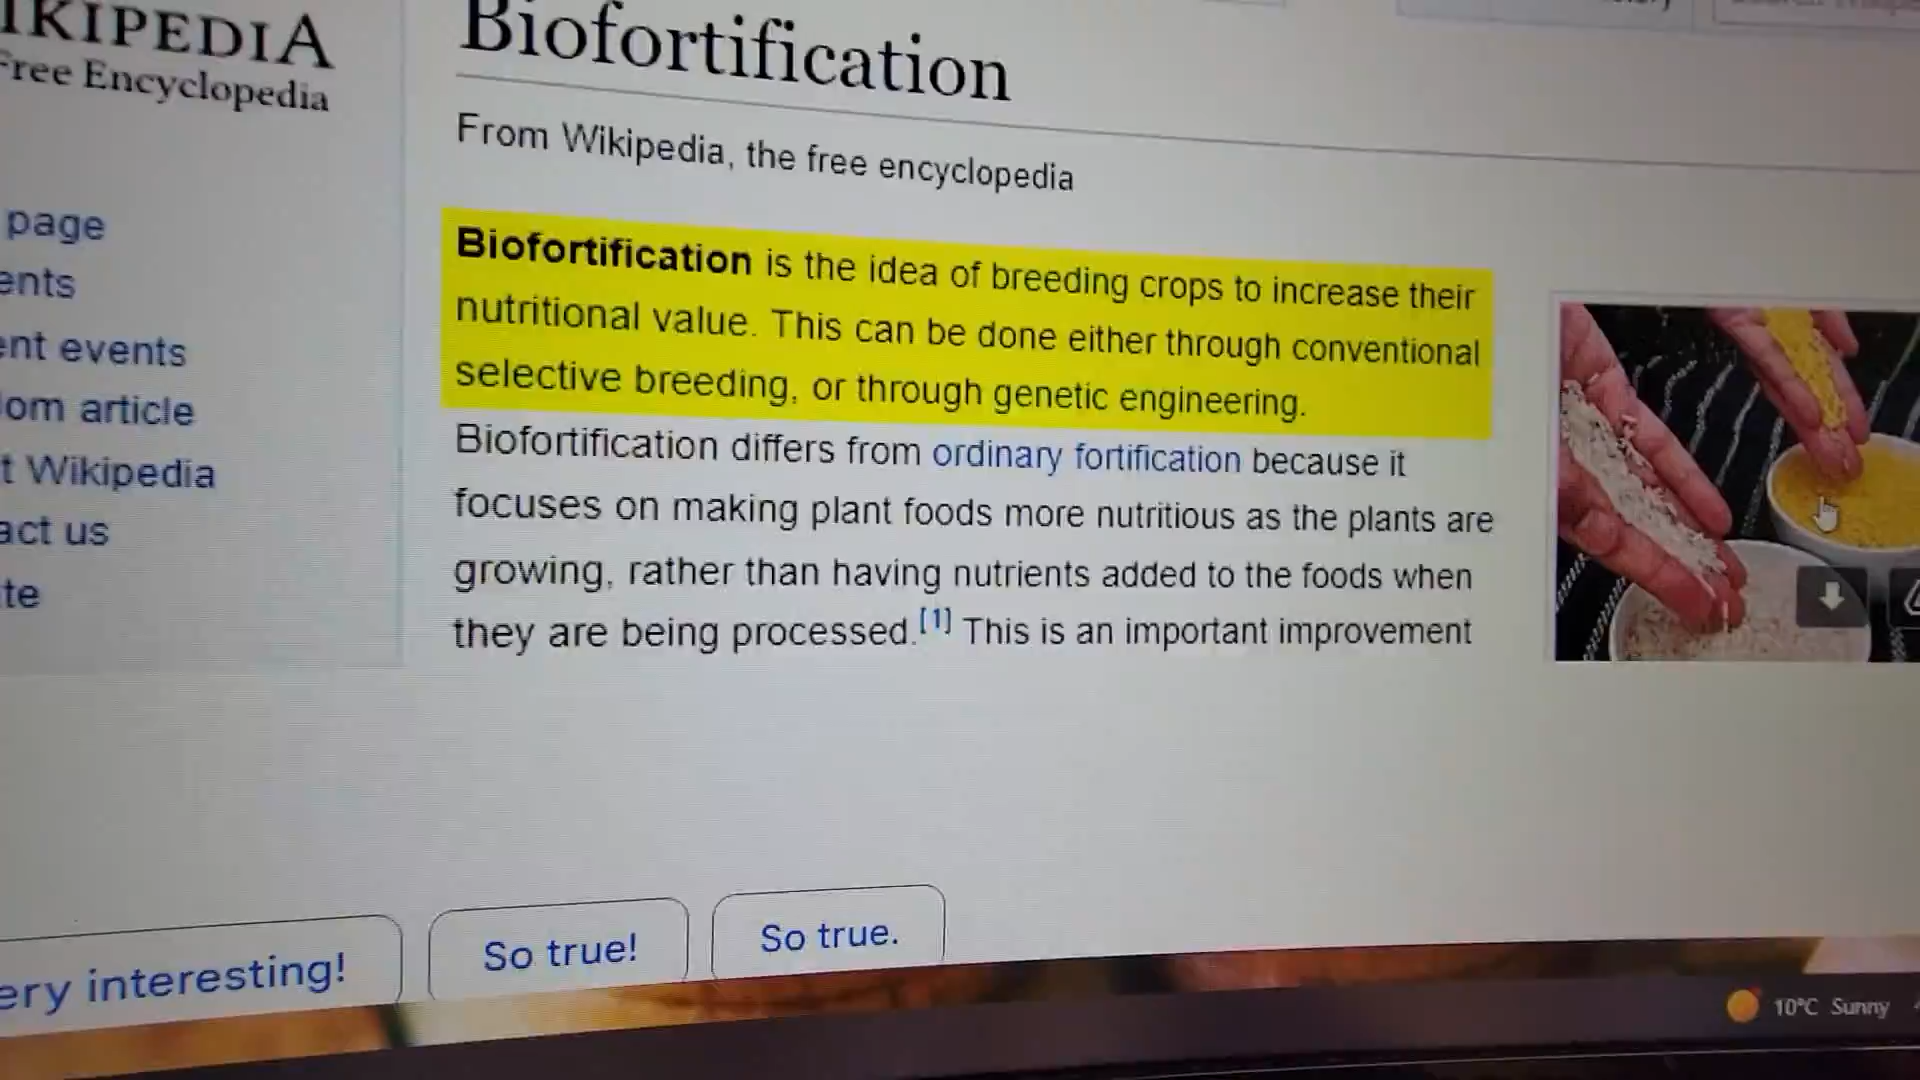 IKIPEDIA
Free Encyclopedia
page
ents
ent events
om article
t Wikipedia
act us
te
Biofortification
From Wikipedia, the free encyclopedia
Biofortification is the idea of breeding crops to increase their
nutritional value. This can be done either through conventional
selective breeding, or through genetic engineering.
Biofortification differs from ordinary fortification because it
focuses on making plant foods more nutritious as the plants are
growing, rather than having nutrients added to the foods when
they are being processed.[1] This is an important improvement
ery interesting!
So true!
So true.
10°C Sunny